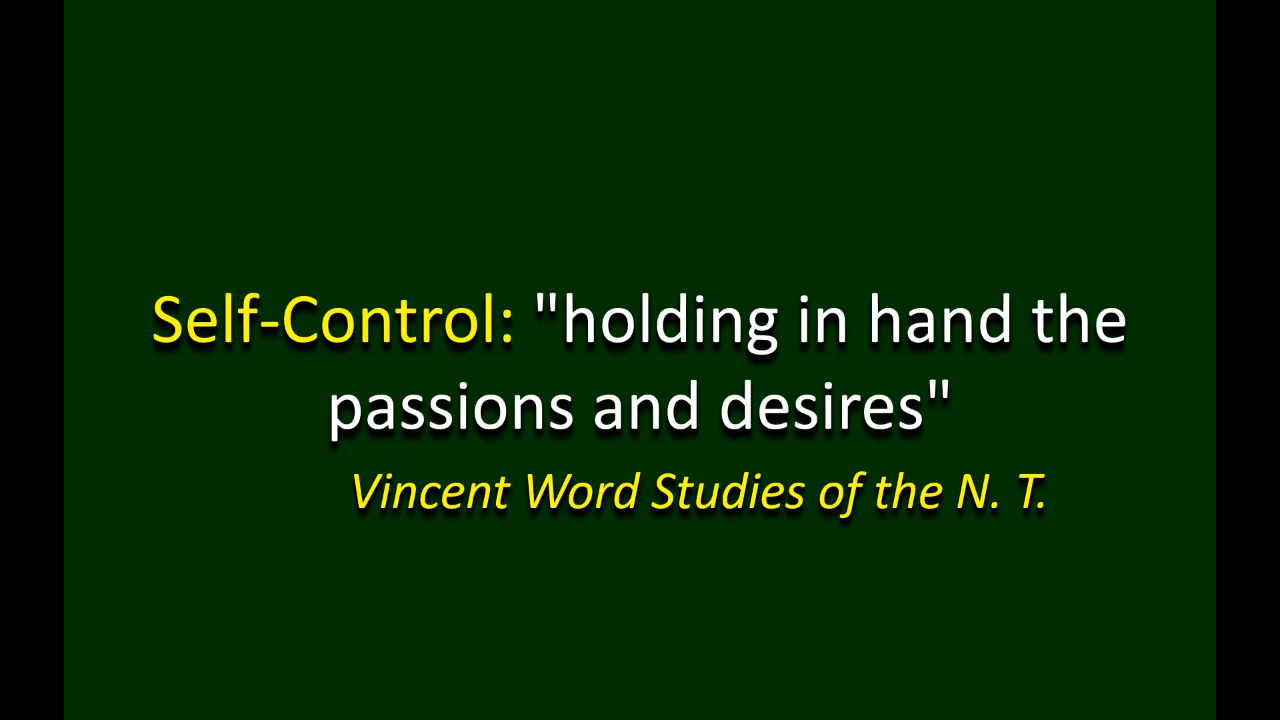 Self-Control: "holding in hand the
passions and desires"
Vincent Word Studies of the N. T.